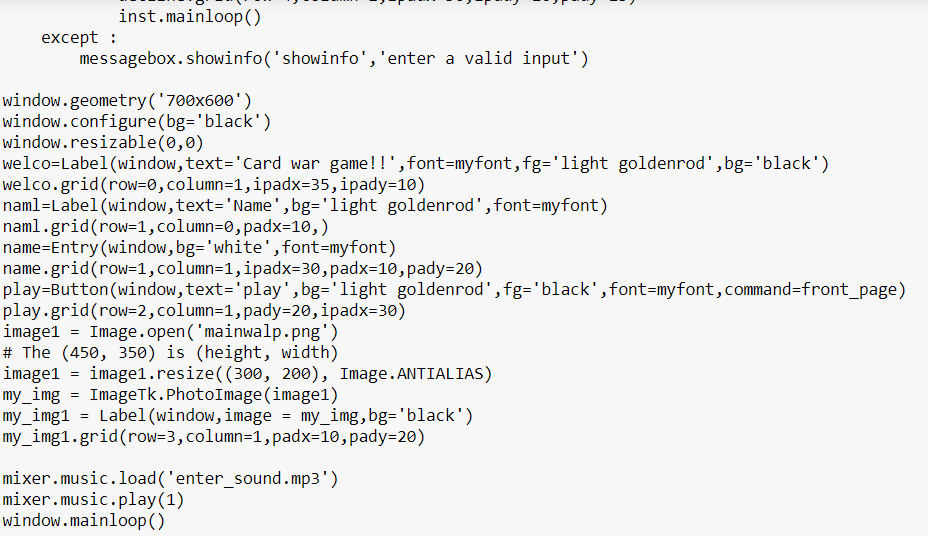 inst.mainloop()
except :
messagebox.showinfo('showinfo','enter a valid input')
window.geometry('700x600')
window.configure(bg='black')
window.resizable(0,0)
welco=Label(window,text='Card war game!!',font=myfont,fg='light goldenrod',bg='black')
welco.grid(row=0,column=1,ipadx=35,ipady=10)
naml=Label(window,text='Name',bg='light goldenrod',font=myfont)
naml.grid(row=1,column=0,padx=10,)
name=Entry(window,bg='white',font=myfont)
name.grid(row=1,column=1,ipadx=30,padx=10,pady=20)
play=Button(window,text='play',bg='light goldenrod',fg='black',font=myfont,command=front_page)
play.grid(row=2,column=1,pady=20,ipadx=30)
image1 = Image.open('mainwalp.png')
# The (450, 350) is (height, width)
image1 = image1.resize((300, 200), Image.ANTIALIAS)
my_img = ImageTk.PhotoImage(image1)
my_img1 = Label(window,image = my_img,bg='black')
my_img1.grid(row=3,column=1,padx=10,pady=20)
mixer.music.load('enter_sound.mp3')
mixer.music.play(1)
window.mainloop()